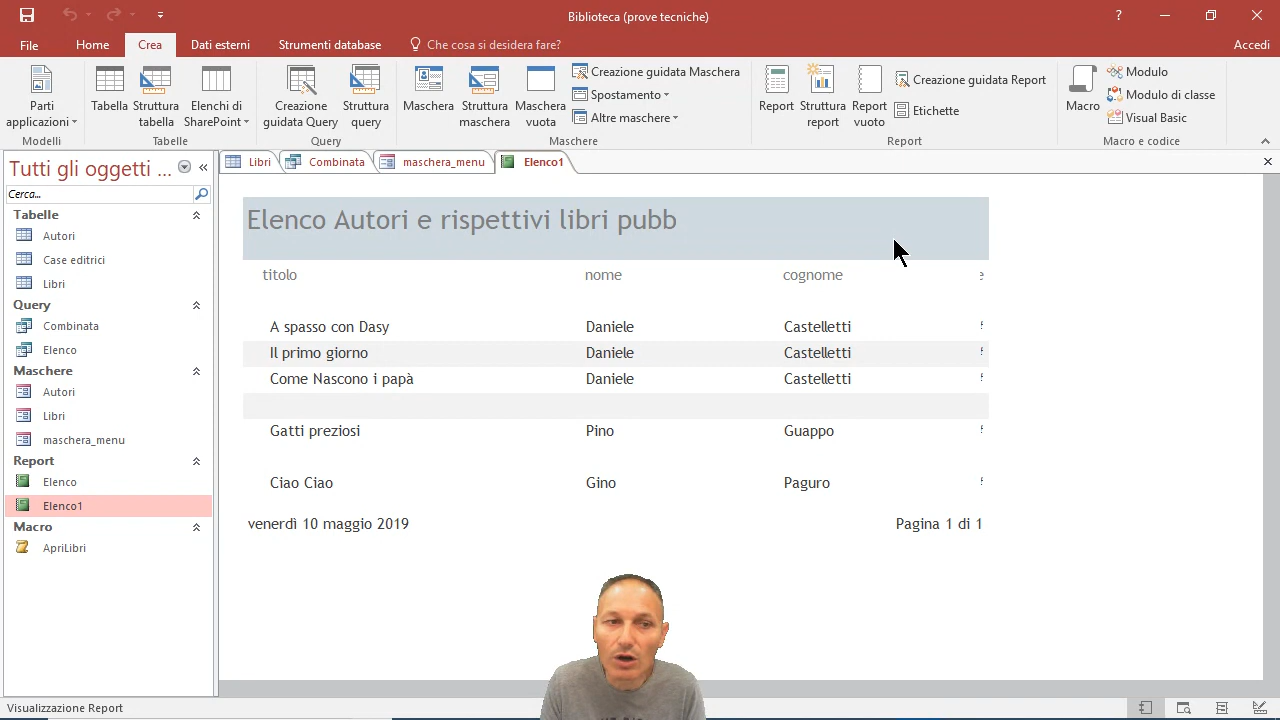 Biblioteca (prove tecniche)
?
File
Home
Crea
Dati esterni
Strumenti database
Che cosa si desidera fare?
Accedi
Parti applicazioni
Modelli
Tabella
Struttura tabella
Elenchi di SharePoint
Tabelle
Creazione guidata Query
Struttura query
Query
Maschera
Struttura maschera
Maschera vuota
Creazione guidata Maschera
Spostamento
Altre maschere
Maschere
Report
Struttura report
Report vuoto
Creazione guidata Report
Etichette
Report
Macro
Modulo
Modulo di classe
Visual Basic
Macro e codice
Tutti gli oggetti ...
Cerca...
Tabelle
Autori
Case editrici
Libri
Query
Combinata
Elenco
Maschere
Autori
Libri
maschera_menu
Report
Elenco
Elenco1
Macro
ApriLibri
Libri
Combinata
maschera_menu
Elenco1
Elenco Autori e rispettivi libri pubb
titolo nome cognome e
A spasso con Dasy Daniele Castelletti
Il primo giorno Daniele Castelletti
Come Nascono i papà Daniele Castelletti
Gatti preziosi Pino Guappo
Ciao Ciao Gino Paguro
venerdì 10 maggio 2019 Pagina 1 di 1
Visualizzazione Report